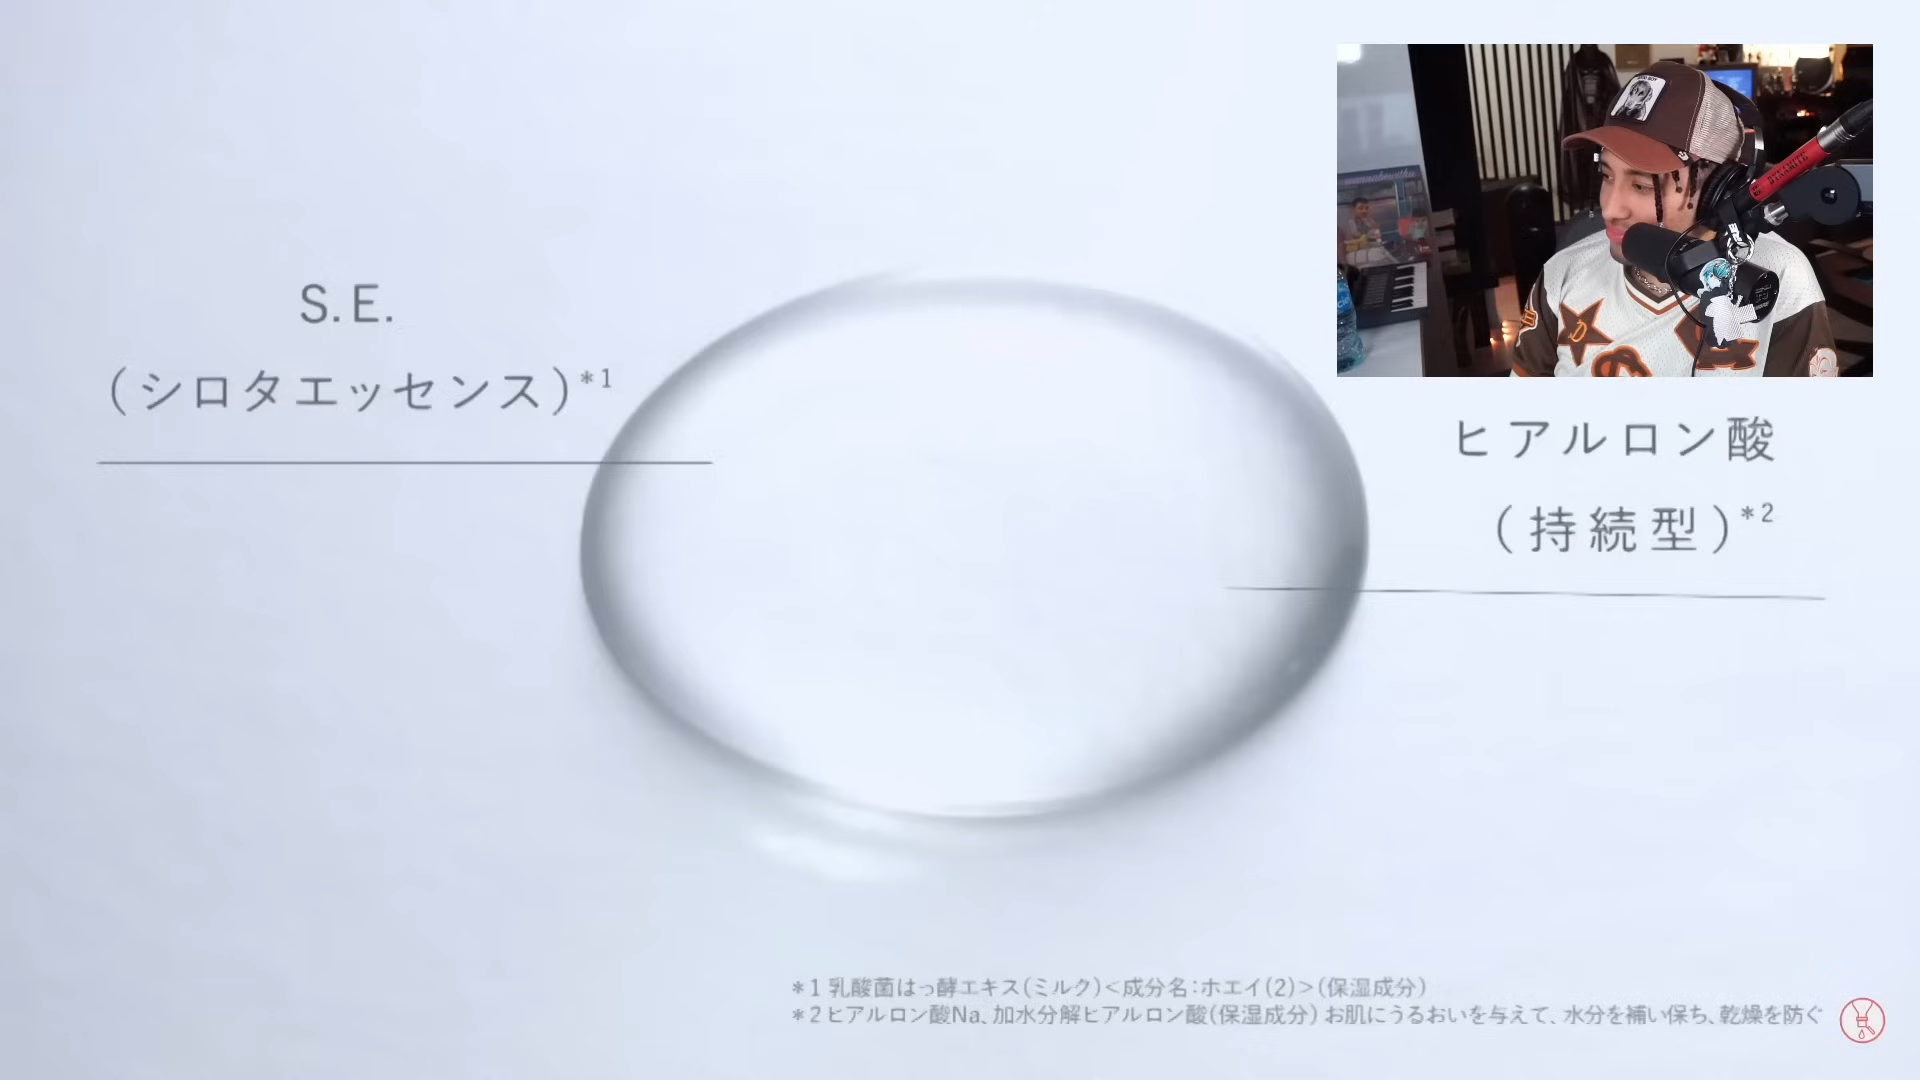 S.E.
(シロタエッセンス)*1
ヒアルロン酸
(持続型)*2
*1 乳酸菌はっ酵エキス(ミルク)<成分名:ホエイ(2)>(保湿成分)
*2 ヒアルロン酸Na、加水分解ヒアルロン酸(保湿成分) お肌にうるおいを与えて、水分を補い保ち、乾燥を防ぐ
DYNAMITE